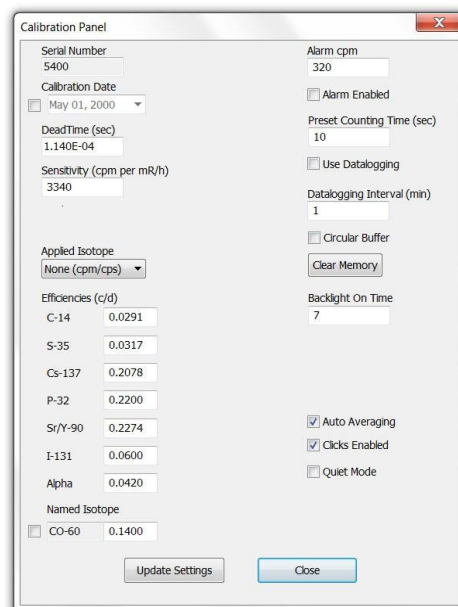 Calibration Panel
Serial Number
5400
Calibration Date
May 01, 2000
DeadTime (sec)
1.140E-04
Sensitivity (cpm per mR/h)
3340
Applied Isotope
None (cpm/cps)
Efficiencies (c/d)
C-14 0.0291
S-35 0.0317
Cs-137 0.2078
P-32 0.2200
Sr/Y-90 0.2274
I-131 0.0600
Alpha 0.0420
Named Isotope
CO-60 0.1400
Alarm cpm
320
Alarm Enabled
Preset Counting Time (sec)
10
Use Datalogging
Datalogging Interval (min)
1
Circular Buffer
Clear Memory
Backlight On Time
7
Auto Averaging
Clicks Enabled
Quiet Mode
Update Settings
Close